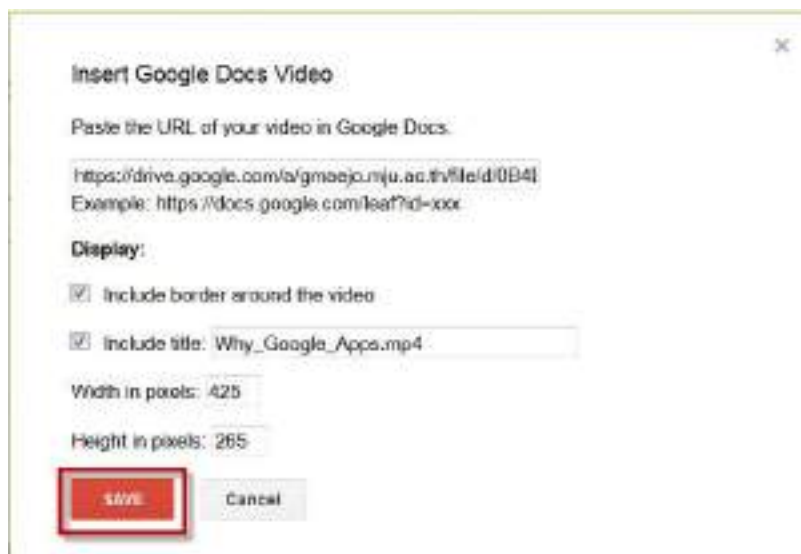 Insert Google Docs Video
Paste the URL of your video in Google Docs.
https://drive.google.com/a/gmaejo.mju.ac.th/file/d/0B4E
Example: https://docs.google.com/leaf?id=xxx
Display:
Include border around the video
Include title: Why_Google_Apps.mp4
Width in pixels: 425
Height in pixels: 265
SAVE Cancel